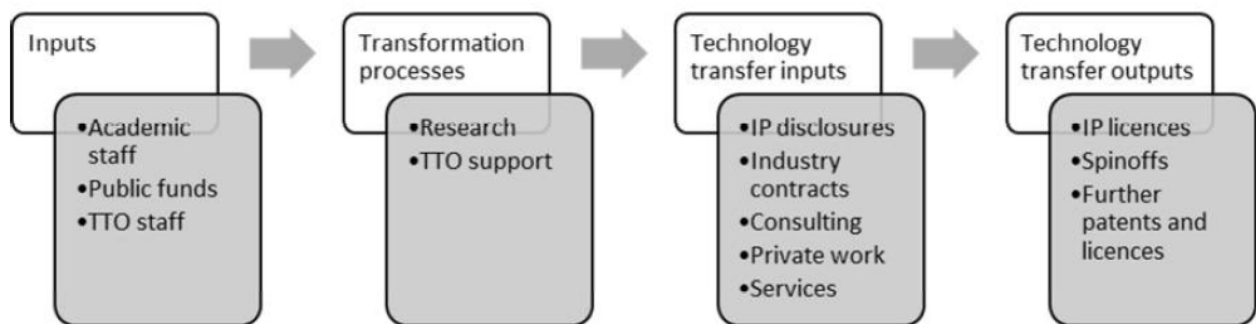 Inputs
•Academic
staff
•Public funds
•TTO staff
Transformation
processes
•Research
•TTO support
Technology
transfer inputs
•IP disclosures
•Industry
contracts
•Consulting
•Private work
•Services
Technology
transfer outputs
•IP licences
•Spinoffs
•Further
patents and
licences